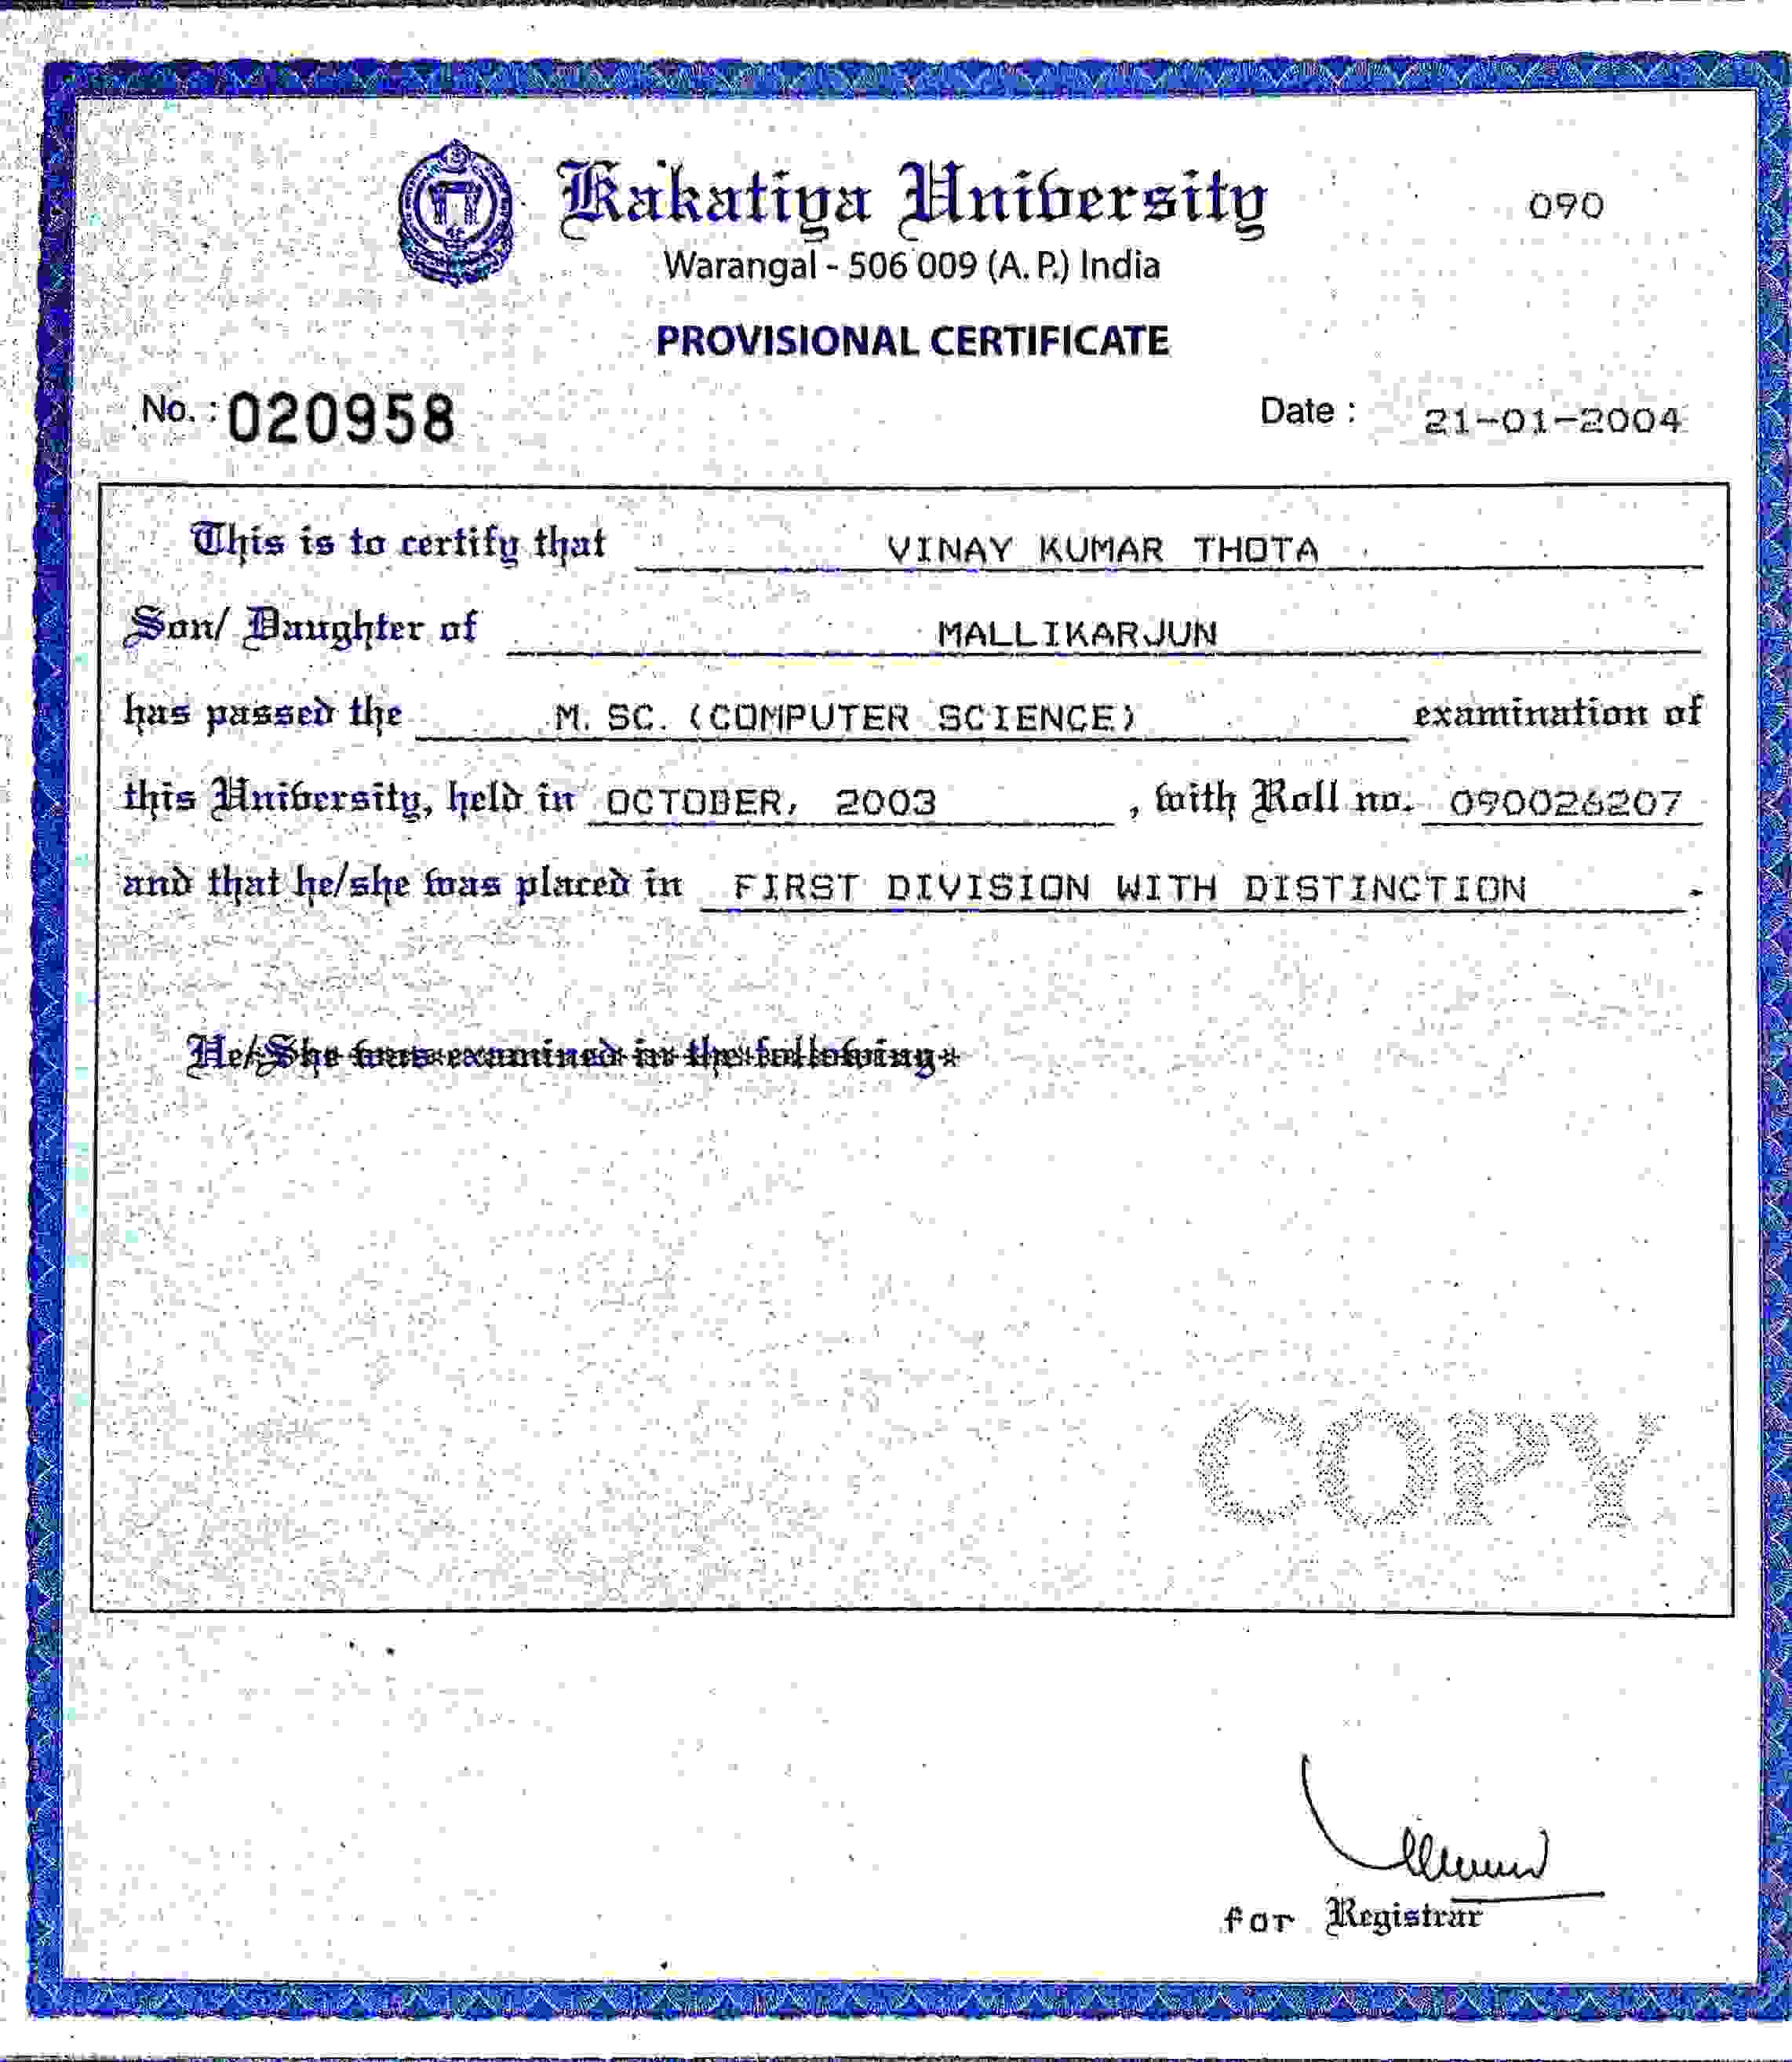 Kakatiya University
090
Warangal - 506 009 (A. P.) India
PROVISIONAL CERTIFICATE
No. : 020958
Date : 21-01-2004
This is to certify that VINAY KUMAR THOTA
Son/ Daughter of MALLIKARJUN
has passed the M. SC. (COMPUTER SCIENCE) examination of
this University, held in OCTOBER, 2003 , with Roll no. 090026207
and that he/she was placed in FIRST DIVISION WITH DISTINCTION .
He/She was examined in the following
COPY
for Registrar